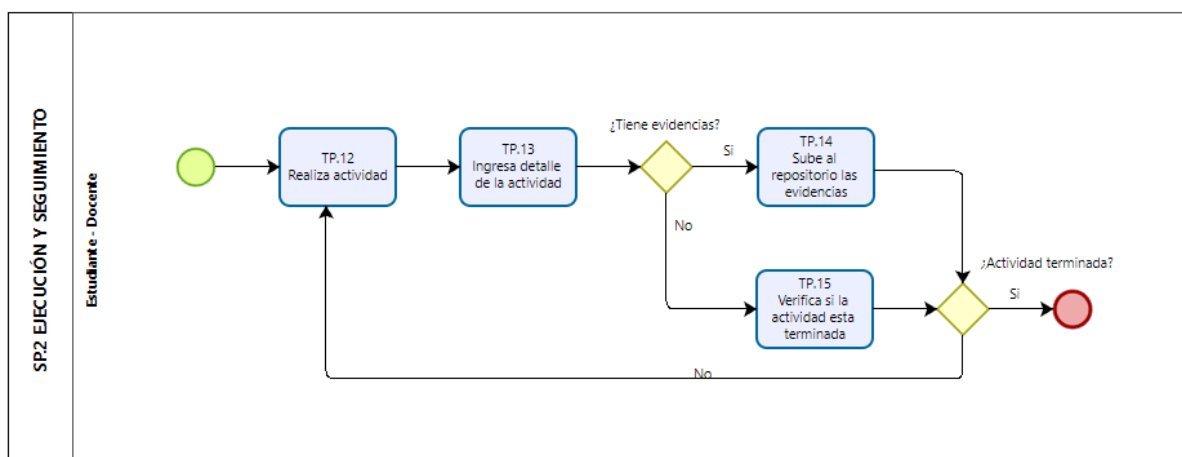 SP.2 EJECUCIÓN Y SEGUIMIENTO
Estudiante - Docente
TP.12
Realiza actividad
TP.13
Ingresa detalle
de la actividad
¿Tiene evidencias?
Si
No
TP.14
Sube al
repositorio las
evidencias
TP.15
Verifica si la
actividad esta
terminada
¿Actividad terminada?
Si
No